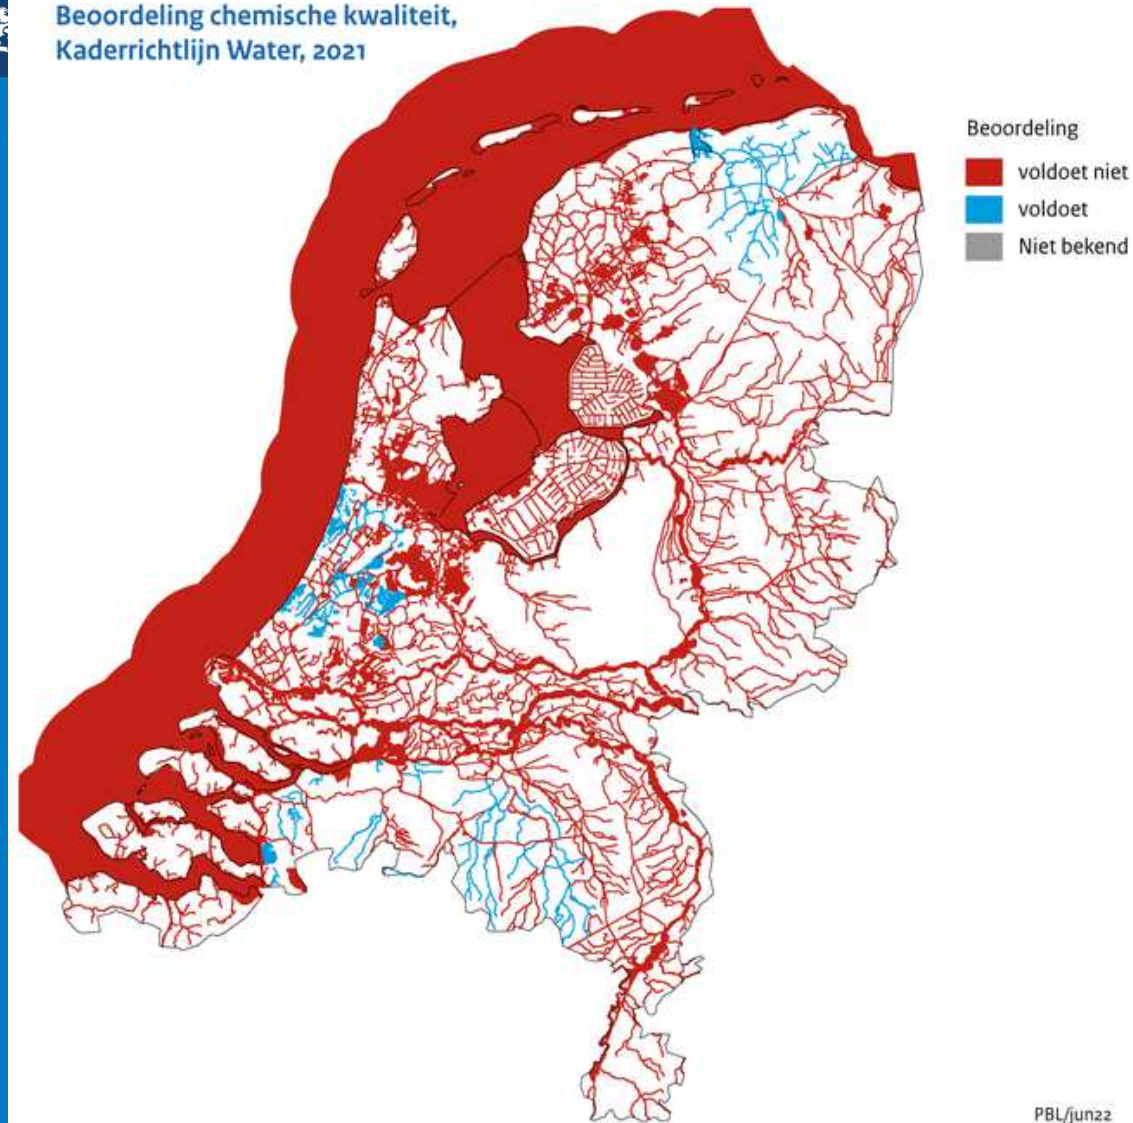 Beoordeling chemische kwaliteit,
Kaderrichtlijn Water, 2021
Beoordeling
voldoet niet
voldoet
Niet bekend
PBL/jun22